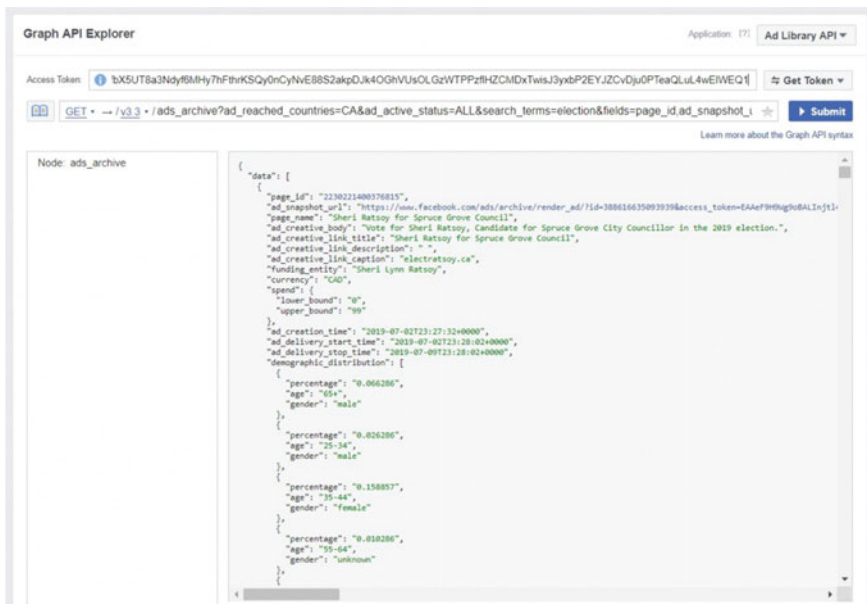 Graph API Explorer
Application: [?] Ad Library API
Access Token: Get Token
GET → /v3.3 /ads_archive?ad_reached_countries=CA&ad_active_status=ALL&search_terms=election&fields=page_id,ad_snapshot_u Submit
Learn more about the Graph API syntax
Node: ads_archive
{
"data": [
{
"page_id": "2230221400376815",
"ad_snapshot_url": "https://www.facebook.com/ads/archive/render_ad/?id=388616635093939&access_token=
"page_name": "Sheri Ratsoy for Spruce Grove Council",
"ad_creative_body": "Vote for Sheri Ratsoy, Candidate for Spruce Grove City Councillor in the 2019 election.",
"ad_creative_link_title": "Sheri Ratsoy for Spruce Grove Council",
"ad_creative_link_description": " ",
"ad_creative_link_caption": "electratsoy.ca",
"funding_entity": "Sheri Lynn Ratsoy",
"currency": "CAD",
"spend": {
"lower_bound": "0",
"upper_bound": "99"
},
"ad_creation_time": "2019-07-02T23:27:32+0000",
"ad_delivery_start_time": "2019-07-02T23:28:02+0000",
"ad_delivery_stop_time": "2019-07-09T23:28:02+0000",
"demographic_distribution": [
{
"percentage": "0.066286",
"age": "65+",
"gender": "male"
},
{
"percentage": "0.026286",
"age": "25-34",
"gender": "male"
},
{
"percentage": "0.158857",
"age": "35-44",
"gender": "female"
},
{
"percentage": "0.010286",
"age": "55-64",
"gender": "unknown"
},
{